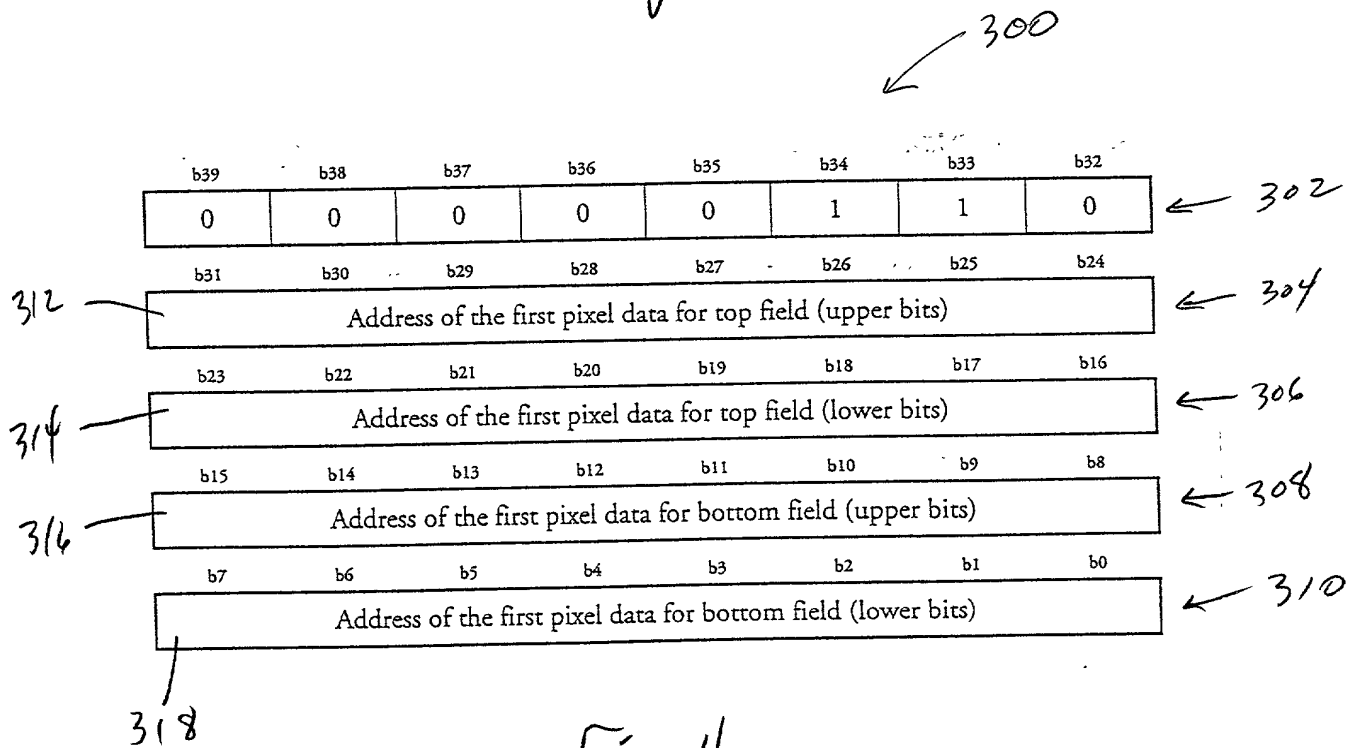 300
b39 b38 b37 b36 b35 b34 b33 b32
0 0 0 0 0 1 1 0 302
b31 b30 b29 b28 b27 b26 b25 b24
312 Address of the first pixel data for top field (upper bits) 304
b23 b22 b21 b20 b19 b18 b17 b16
314 Address of the first pixel data for top field (lower bits) 306
b15 b14 b13 b12 b11 b10 b9 b8
316 Address of the first pixel data for bottom field (upper bits) 308
b7 b6 b5 b4 b3 b2 b1 b0
Address of the first pixel data for bottom field (lower bits) 310
318